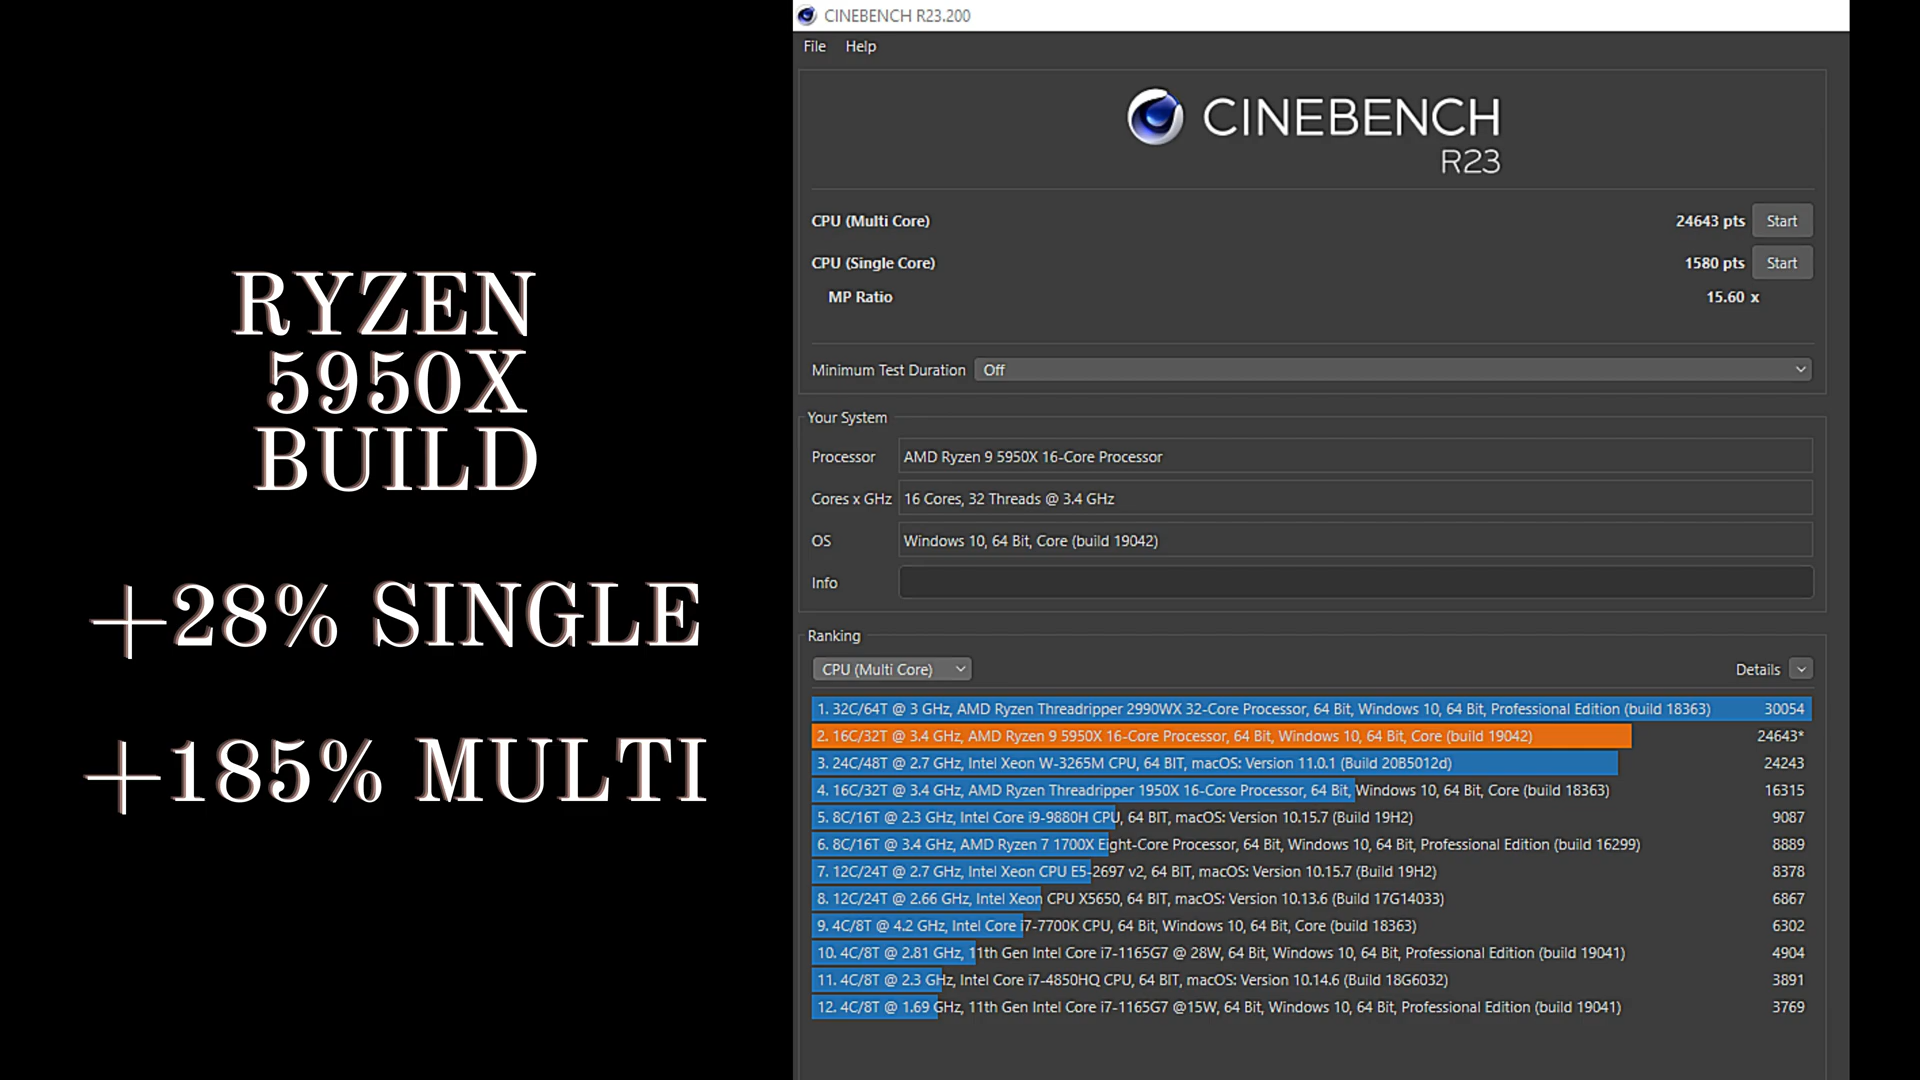 RYZEN
5950X
BUILD
+28% SINGLE
+185% MULTI
CINEBENCH R23.200
File Help
CINEBENCH
R23
CPU (Multi Core) 24643 pts Start
CPU (Single Core) 1580 pts Start
MP Ratio 15.60 x
Minimum Test Duration Off
Your System
Processor AMD Ryzen 9 5950X 16-Core Processor
Cores x GHz 16 Cores, 32 Threads @ 3.4 GHz
OS Windows 10, 64 Bit, Core (build 19042)
Info
Ranking
CPU (Multi Core) Details
1. 32C/64T @ 3 GHz, AMD Ryzen Threadripper 2990WX 32-Core Processor, 64 Bit, Windows 10, 64 Bit, Professional Edition (build 18363) 30054
2. 16C/32T @ 3.4 GHz, AMD Ryzen 9 5950X 16-Core Processor, 64 Bit, Windows 10, 64 Bit, Core (build 19042) 24643*
3. 24C/48T @ 2.7 GHz, Intel Xeon W-3265M CPU, 64 BIT, macOS: Version 11.0.1 (Build 20B5012d) 24243
4. 16C/32T @ 3.4 GHz, AMD Ryzen Threadripper 1950X 16-Core Processor, 64 Bit, Windows 10, 64 Bit, Core (build 18363) 16315
5. 8C/16T @ 2.3 GHz, Intel Core i9-9880H CPU, 64 BIT, macOS: Version 10.15.7 (Build 19H2) 9087
6. 8C/16T @ 3.4 GHz, AMD Ryzen 7 1700X Eight-Core Processor, 64 Bit, Windows 10, 64 Bit, Professional Edition (build 16299) 8889
7. 12C/24T @ 2.7 GHz, Intel Xeon CPU E5-2697 v2, 64 BIT, macOS: Version 10.15.7 (Build 19H2) 8378
8. 12C/24T @ 2.66 GHz, Intel Xeon CPU X5650, 64 BIT, macOS: Version 10.13.6 (Build 17G14033) 6867
9. 4C/8T @ 4.2 GHz, Intel Core i7-7700K CPU, 64 Bit, Windows 10, 64 Bit, Core (build 18363) 6302
10. 4C/8T @ 2.81 GHz, 11th Gen Intel Core i7-1165G7 @ 28W, 64 Bit, Windows 10, 64 Bit, Professional Edition (build 19041) 4904
11. 4C/8T @ 2.3 GHz, Intel Core i7-4850HQ CPU, 64 BIT, macOS: Version 10.14.6 (Build 18G6032) 3891
12. 4C/8T @ 1.69 GHz, 11th Gen Intel Core i7-1165G7 @15W, 64 Bit, Windows 10, 64 Bit, Professional Edition (build 19041) 3769